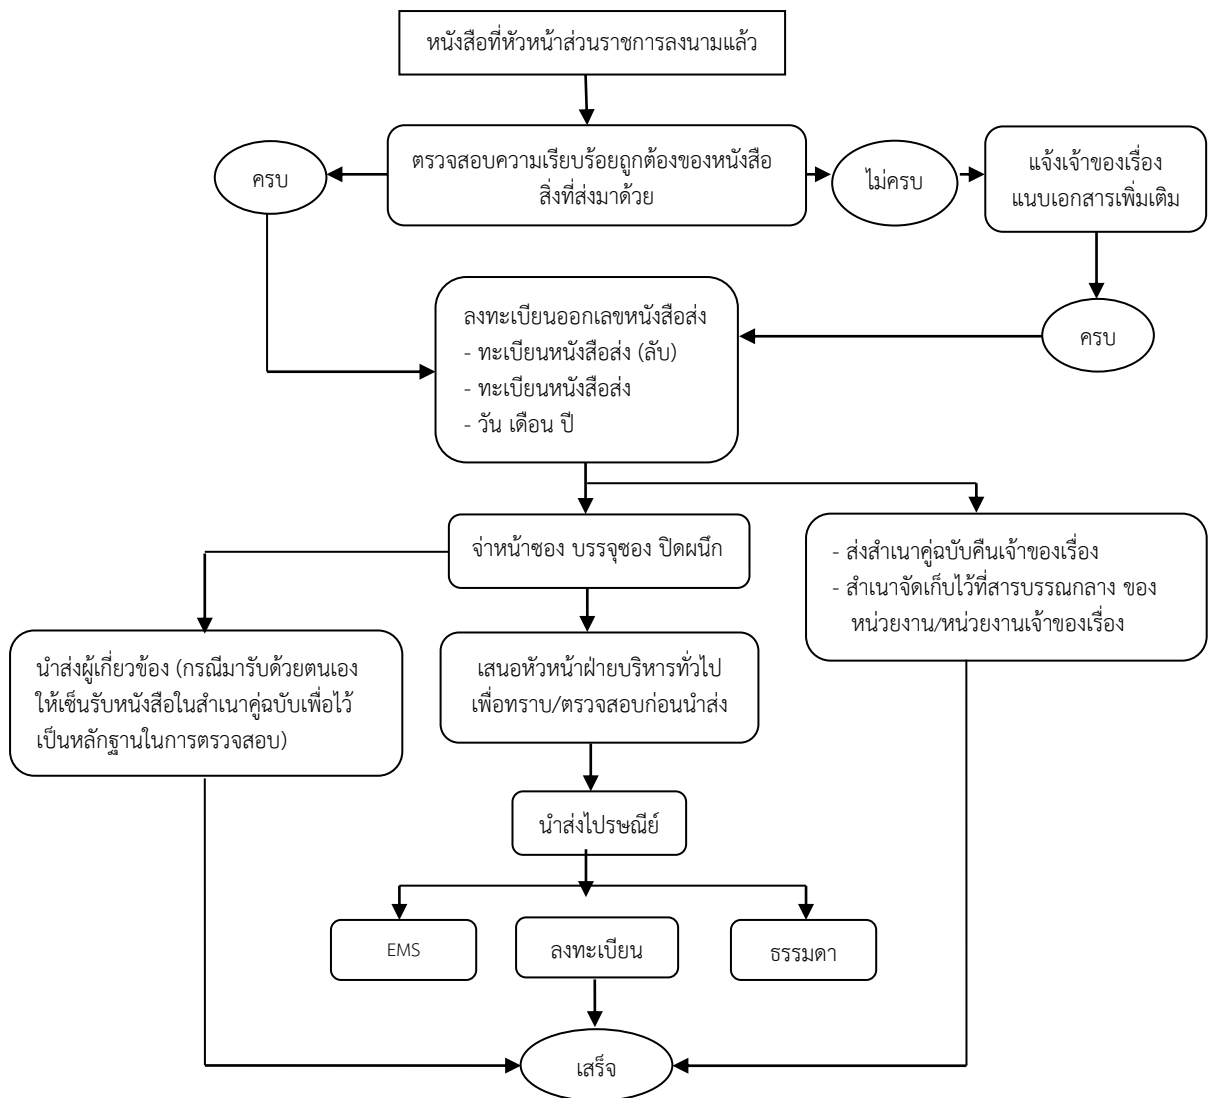 หนังสือที่หัวหน้าส่วนราชการลงนามแล้ว
ครบ
ตรวจสอบความเรียบร้อยถูกต้องของหนังสือ
สิ่งที่ส่งมาด้วย
ไม่ครบ
แจ้งเจ้าของเรื่อง
แนบเอกสารเพิ่มเติม
ลงทะเบียนออกเลขหนังสือส่ง
- ทะเบียนหนังสือส่ง (ลับ)
- ทะเบียนหนังสือส่ง
- วัน เดือน ปี
ครบ
จ่าหน้าซอง บรรจุซอง ปิดผนึก
- ส่งสำเนาคู่ฉบับคืนเจ้าของเรื่อง
- สำเนาจัดเก็บไว้ที่สารบรรณกลาง ของ
หน่วยงาน/หน่วยงานเจ้าของเรื่อง
นำส่งผู้เกี่ยวข้อง (กรณีมารับด้วยตนเอง
ให้เซ็นรับหนังสือในสำเนาคู่ฉบับเพื่อไว้
เป็นหลักฐานในการตรวจสอบ)
เสนอหัวหน้าฝ่ายบริหารทั่วไป
เพื่อทราบ/ตรวจสอบก่อนนำส่ง
นำส่งไปรษณีย์
EMS
ลงทะเบียน
ธรรมดา
เสร็จ